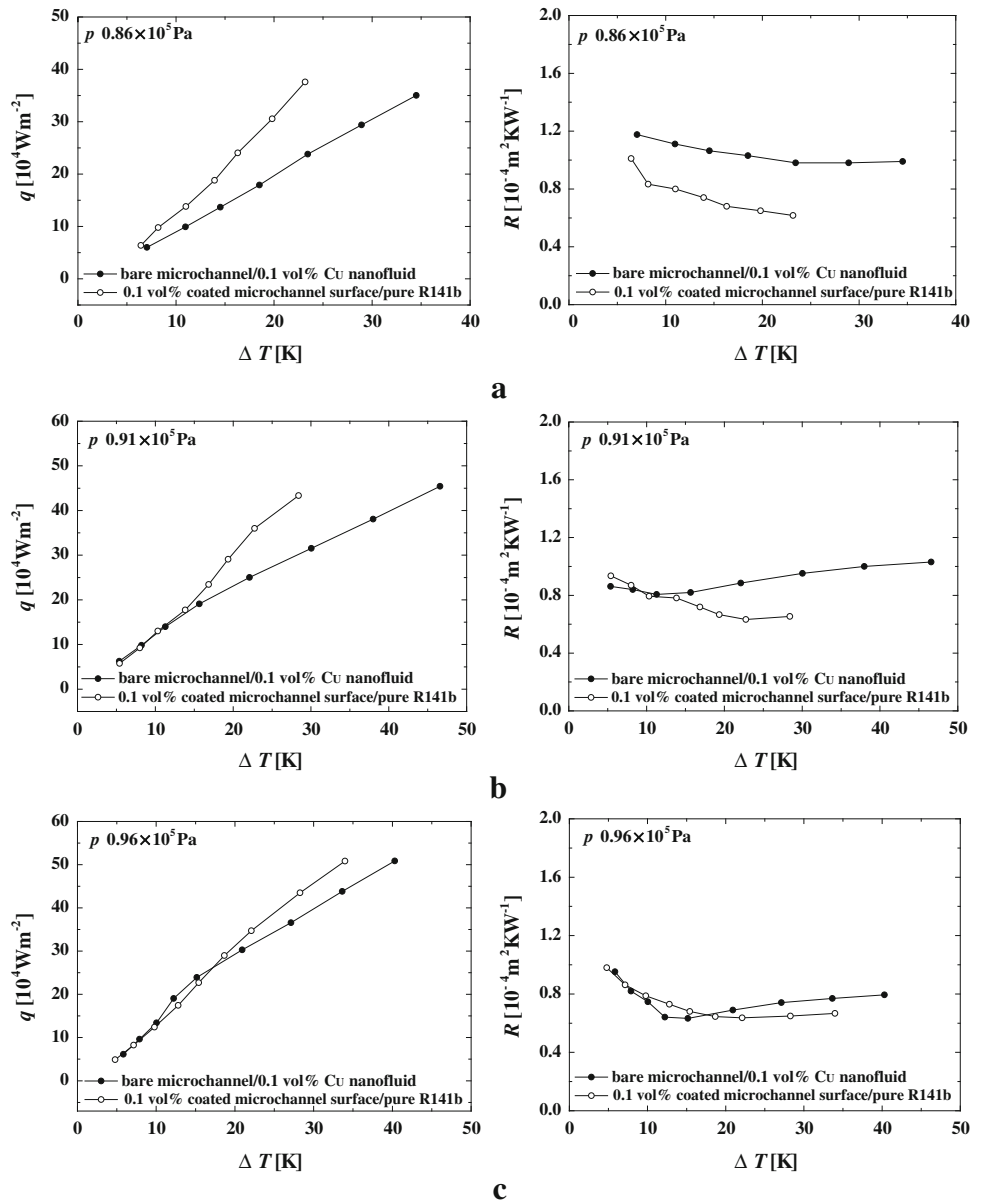 p 0.86×10⁵Pa
50
40
30
20
10
0
q [10⁴Wm⁻²]
bare microchannel/0.1 vol% Cu nanofluid
0.1 vol% coated microchannel surface/pure R141b
0 10 20 30 40
Δ T [K]
p 0.86×10⁵Pa
2.0
1.6
1.2
0.8
0.4
0.0
R [10⁻⁴m²KW⁻¹]
bare microchannel/0.1 vol% Cu nanofluid
0.1 vol% coated microchannel surface/pure R141b
0 10 20 30 40
Δ T [K]
a
p 0.91×10⁵Pa
60
50
40
30
20
10
0
q [10⁴Wm⁻²]
bare microchannel/0.1 vol% Cu nanofluid
0.1 vol% coated microchannel surface/pure R141b
0 10 20 30 40 50
Δ T [K]
p 0.91×10⁵Pa
2.0
1.6
1.2
0.8
0.4
0.0
R [10⁻⁴m²KW⁻¹]
bare microchannel/0.1 vol% Cu nanofluid
0.1 vol% coated microchannel surface/pure R141b
0 10 20 30 40 50
Δ T [K]
b
p 0.96×10⁵Pa
60
50
40
30
20
10
0
q [10⁴Wm⁻²]
bare microchannel/0.1 vol% Cu nanofluid
0.1 vol% coated microchannel surface/pure R141b
0 10 20 30 40 50
Δ T [K]
p 0.96×10⁵Pa
2.0
1.6
1.2
0.8
0.4
0.0
R [10⁻⁴m²KW⁻¹]
bare microchannel/0.1 vol% Cu nanofluid
0.1 vol% coated microchannel surface/pure R141b
0 10 20 30 40 50
Δ T [K]
c